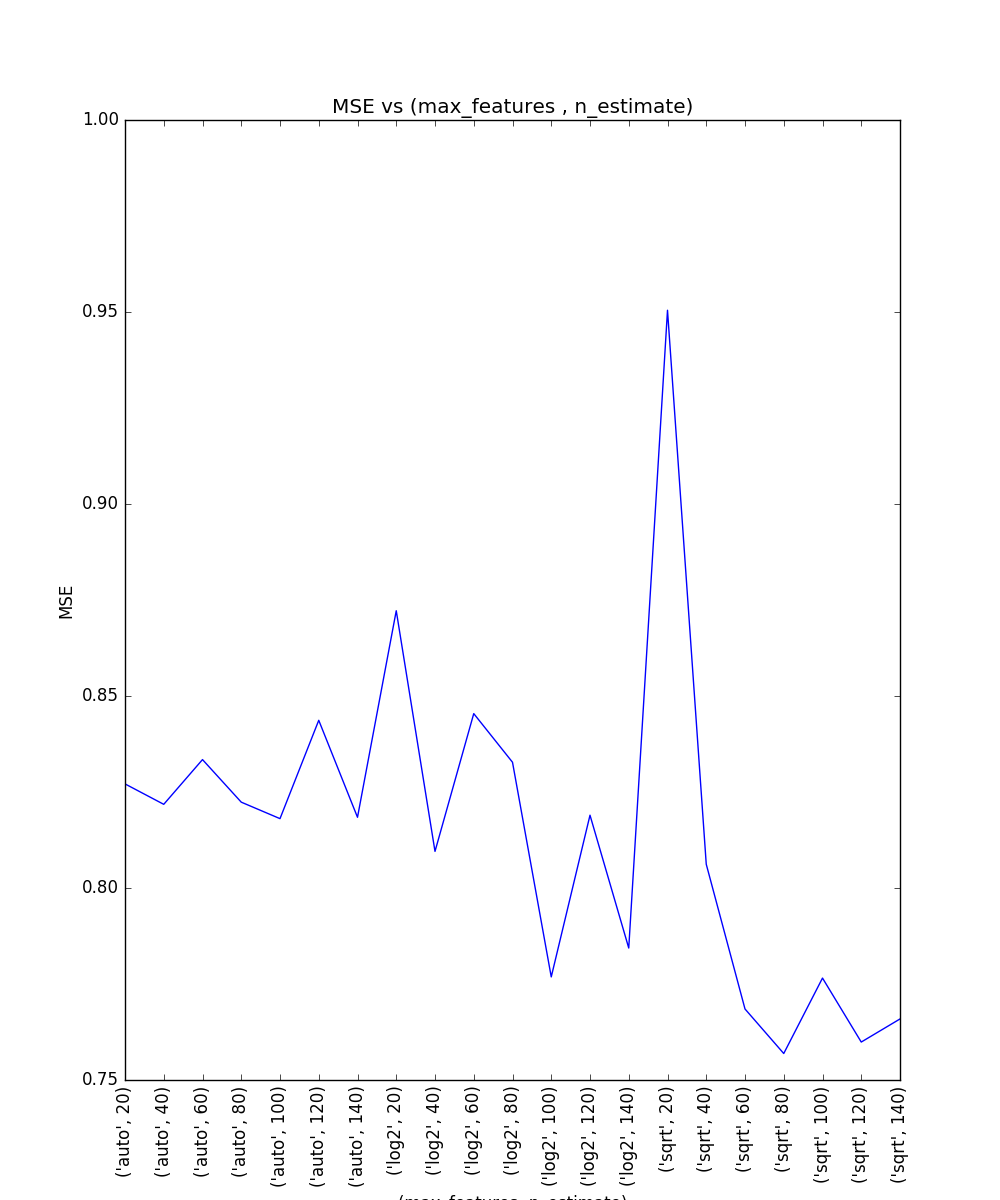 MSE vs (max_features , n_estimate)
1.00
0.95
0.90
0.85
0.80
0.75
MSE
('auto', 20)
('auto', 40)
('auto', 60)
('auto', 80)
('auto', 100)
('auto', 120)
('auto', 140)
('log2', 20)
('log2', 40)
('log2', 60)
('log2', 80)
('log2', 100)
('log2', 120)
('log2', 140)
('sqrt', 20)
('sqrt', 40)
('sqrt', 60)
('sqrt', 80)
('sqrt', 100)
('sqrt', 120)
('sqrt', 140)
(max_features, n_estimate)